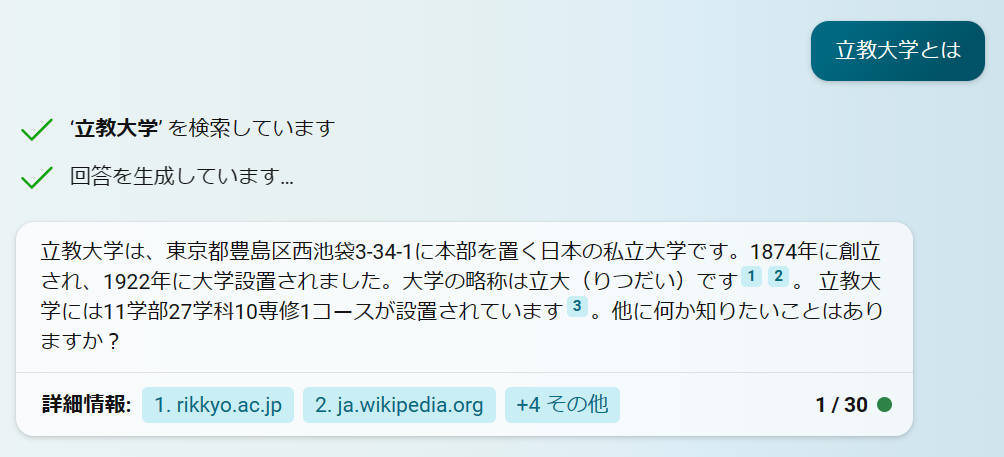 立教大学とは
‘立教大学’ を検索しています
回答を生成しています...
立教大学は、東京都豊島区西池袋3-34-1に本部を置く日本の私立大学です。1874年に創立
され、1922年に大学設置されました。大学の略称は立大（りつだい）です 1 2 。 立教大
学には11学部27学科10専修1コースが設置されています 3 。他に何か知りたいことはあり
ますか？
詳細情報: 1. rikkyo.ac.jp 2. ja.wikipedia.org +4 その他 1 / 30